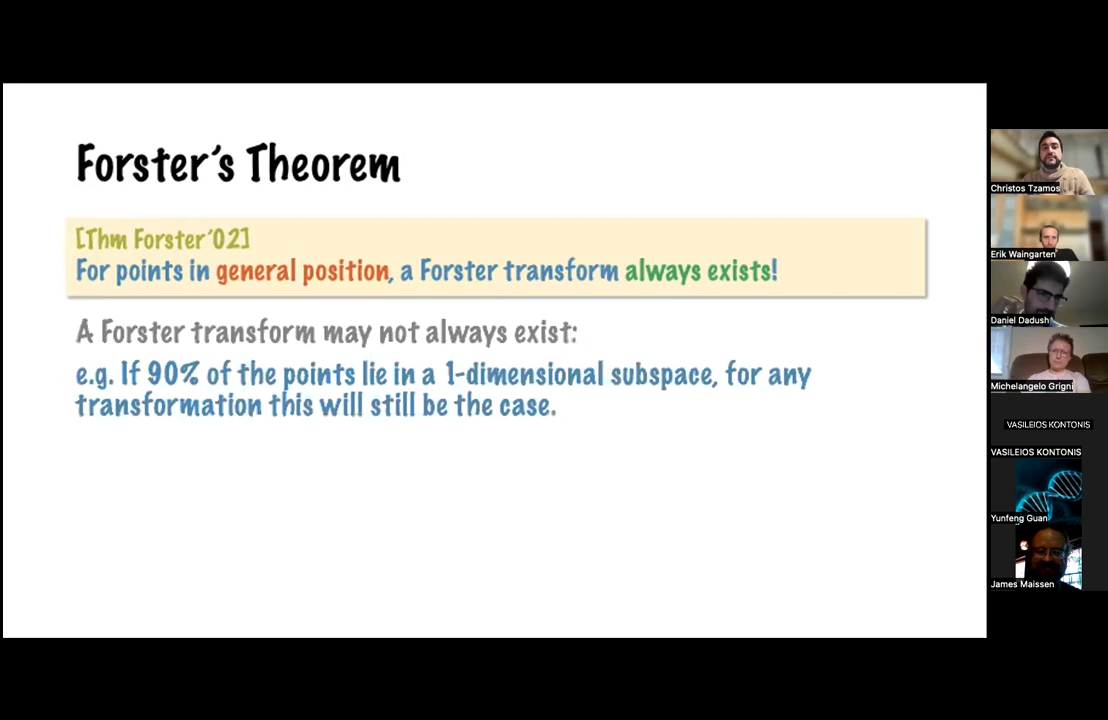 Forster's Theorem
[Thm Forster'02]
For points in general position, a Forster transform always exists!
A Forster transform may not always exist:
e.g. If 90% of the points lie in a 1-dimensional subspace, for any
transformation this will still be the case.
Christos Tzamos
Erik Waingarten
Daniel Dadush
Michelangelo Grigni
VASILEIOS KONTONIS
VASILEIOS KONTONIS
Yunfeng Guan
James Maissen